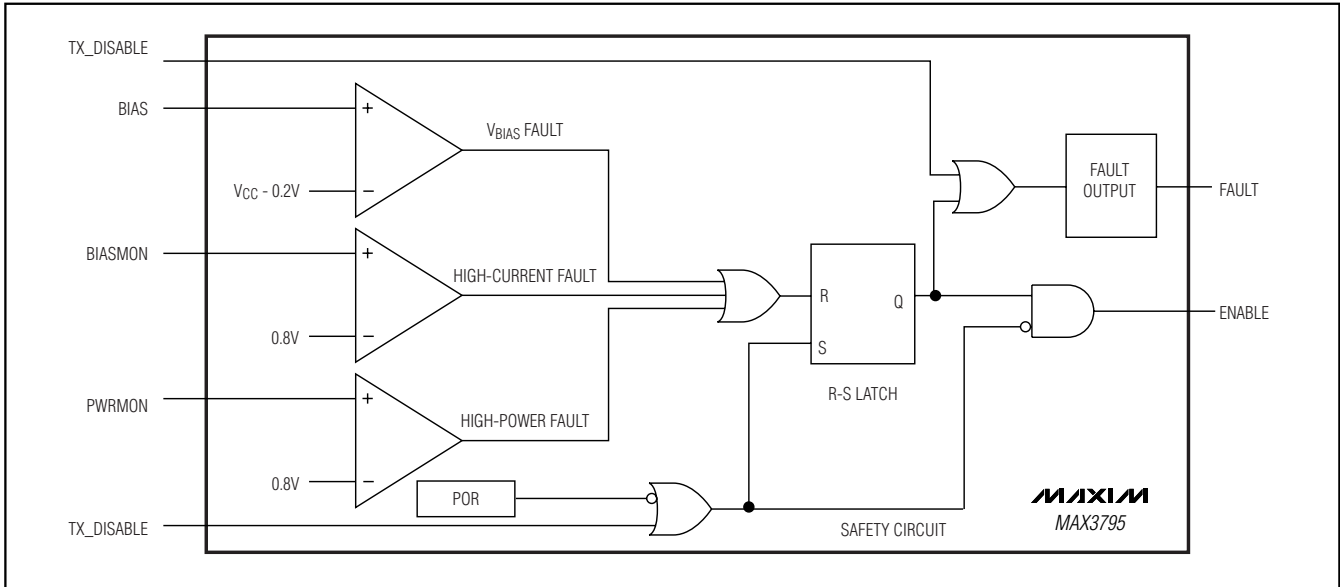 TX_DISABLE
BIAS
+
VBIAS FAULT
VCC - 0.2V
−
FAULT
OUTPUT
FAULT
BIASMON
+
HIGH-CURRENT FAULT
R
Q
ENABLE
0.8V
−
S
R-S LATCH
PWRMON
+
HIGH-POWER FAULT
0.8V
−
POR
MAXIM
MAX3795
TX_DISABLE
SAFETY CIRCUIT